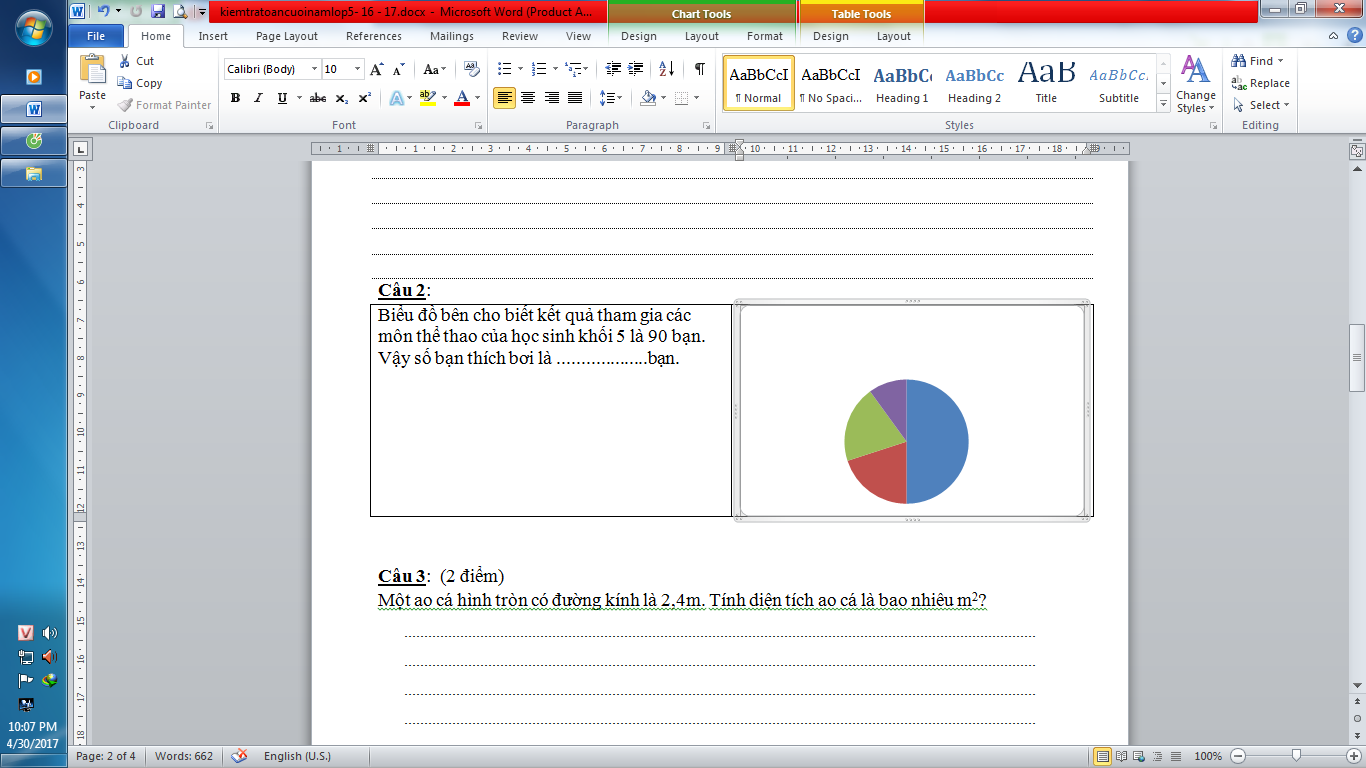 kiemtratoancuoinamlop5- 16 - 17.docx - Microsoft Word (Product A...
Chart Tools
Table Tools
File
Home
Insert
Page Layout
References
Mailings
Review
View
Design
Layout
Format
Design
Layout
Paste
Cut
Copy
Format Painter
Clipboard
Calibri (Body)
10
Font
Paragraph
AaBbCcI
¶ Normal
AaBbCcI
¶ No Spaci...
AaBbCc
Heading 1
AaBbCc
Heading 2
AaB
Title
AaBbCc.
Subtitle
Change
Styles
Styles
Find
Replace
Select
Editing
Câu 2:
Biểu đồ bên cho biết kết quả tham gia các
môn thể thao của học sinh khối 5 là 90 bạn.
Vậy số bạn thích bơi là ...................bạn.
Câu 3: (2 điểm)
Một ao cá hình tròn có đường kính là 2,4m. Tính diện tích ao cá là bao nhiêu m²?
10:07 PM
4/30/2017
Page: 2 of 4
Words: 662
English (U.S.)
100%